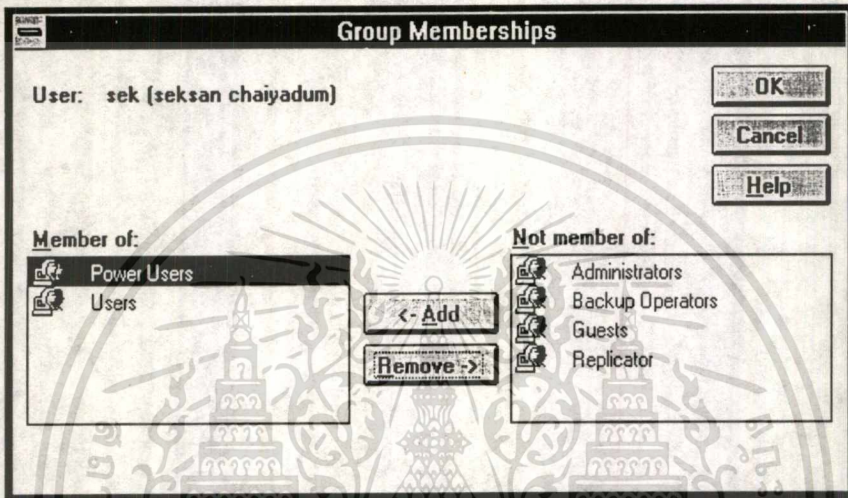 Group Memberships
User: sek (seksan chaiyadum)
OK
Cancel
Help
Member of:
Power Users
Users
<- Add
Remove ->
Not member of:
Administrators
Backup Operators
Guests
Replicator